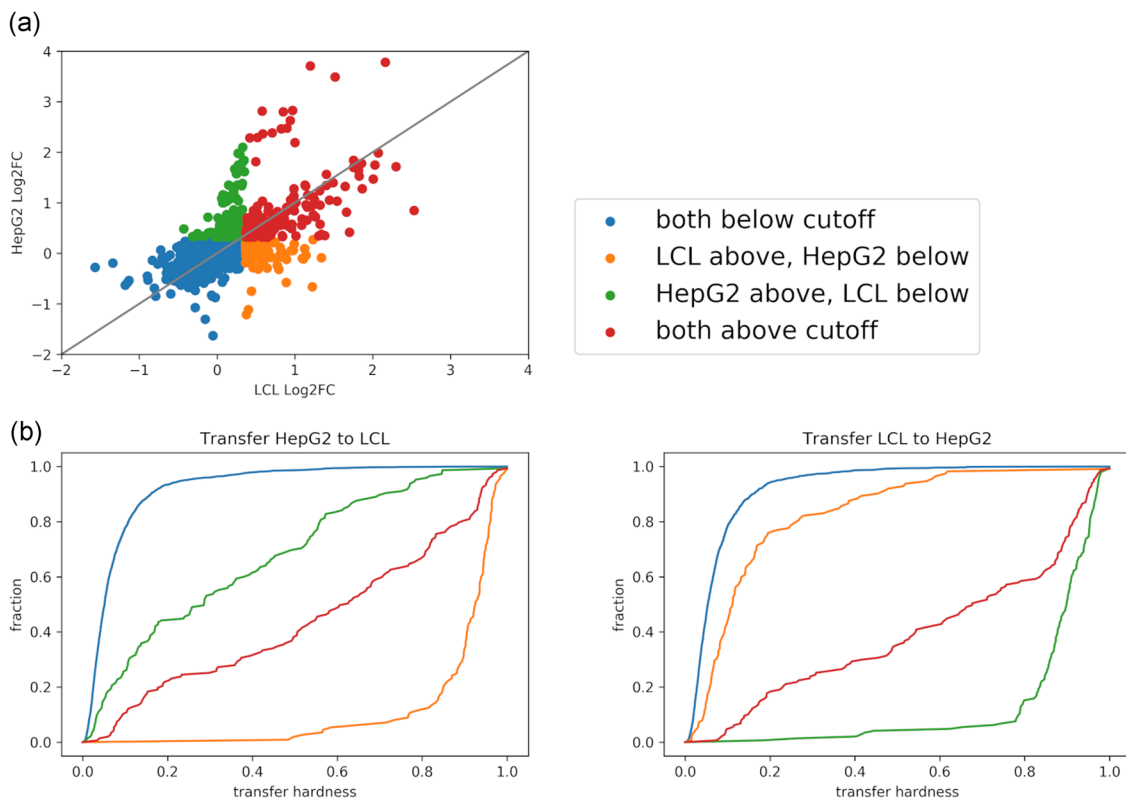 (a)
4
3
2
1
0
−1
−2
HepG2 Log2FC
−2 −1 0 1 2 3 4
LCL Log2FC
both below cutoff
LCL above, HepG2 below
HepG2 above, LCL below
both above cutoff
(b)
Transfer HepG2 to LCL
1.0
0.8
0.6
0.4
0.2
0.0
fraction
0.0 0.2 0.4 0.6 0.8 1.0
transfer hardness
Transfer LCL to HepG2
1.0
0.8
0.6
0.4
0.2
0.0
fraction
0.0 0.2 0.4 0.6 0.8 1.0
transfer hardness